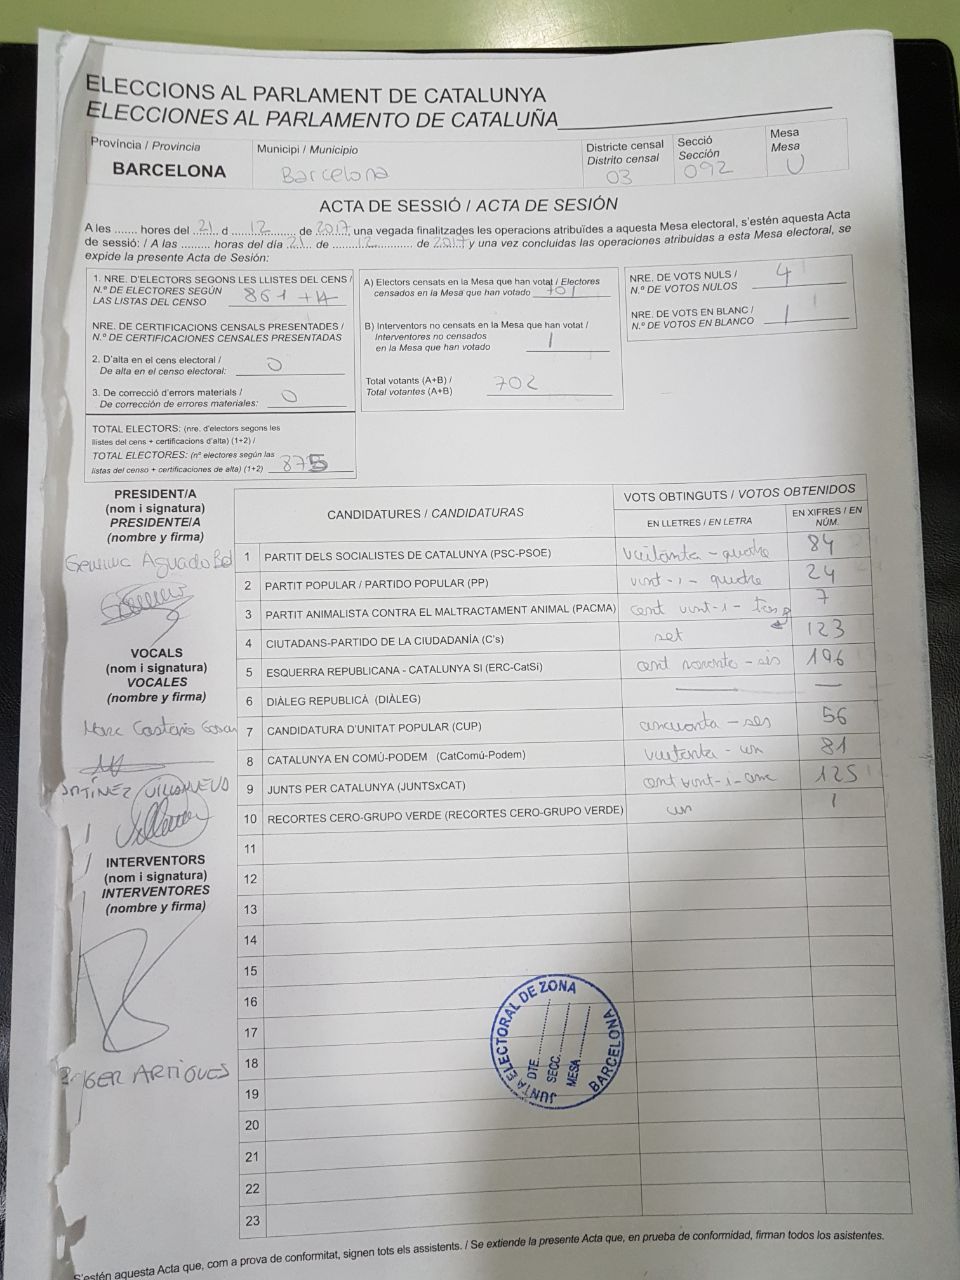 ELECCIONS AL PARLAMENT DE CATALUNYA
ELECCIONES AL PARLAMENTO DE CATALUÑA
Província / Provincia
BARCELONA
Municipi / Municipio
Barcelona
Districte censal
Distrito censal
03
Secció
Sección
092
Mesa
Mesa
U
ACTA DE SESSIÓ / ACTA DE SESIÓN
A les ....... hores del 21 d 12 de 2017 una vegada finalitzades les operacions atribuïdes a aquesta Mesa electoral, s'estén aquesta Acta
de sessió: / A las ......... horas del día 21 de 12 de 2017 y una vez concluidas las operaciones atribuidas a esta Mesa electoral, se
expide la presente Acta de Sesión:
1. NRE. D'ELECTORS SEGONS LES LLISTES DEL CENS /
N.º DE ELECTORES SEGÚN
LAS LISTAS DEL CENSO 861 +14
NRE. DE CERTIFICACIONS CENSALS PRESENTADES /
N.º DE CERTIFICACIONES CENSALES PRESENTADAS
2. D'alta en el cens electoral /
De alta en el censo electoral: 0
3. De correcció d'errors materials /
De corrección de errores materiales: 0
TOTAL ELECTORS: (nre. d'electors segons les
llistes del cens + certificacions d'alta) (1+2) /
TOTAL ELECTORES: (nº electores según las
listas del censo + certificaciones de alta) (1+2) 875
A) Electors censats en la Mesa que han votat / Electores
censados en la Mesa que han votado 701
B) Interventors no censats en la Mesa que han votat /
Interventores no censados
en la Mesa que han votado 1
Total votants (A+B) /
Total votantes (A+B) 702
NRE. DE VOTS NULS /
N.º DE VOTOS NULOS 4
NRE. DE VOTS EN BLANC /
N.º DE VOTOS EN BLANCO 1
PRESIDENT/A
(nom i signatura)
PRESIDENTE/A
(nombre y firma)
Gemma Aguado
VOCALS
(nom i signatura)
VOCALES
(nombre y firma)
Marc
VILLANUEVA
INTERVENTORS
(nom i signatura)
INTERVENTORES
(nombre y firma)
ROGER ARTIGUES
CANDIDATURES / CANDIDATURAS
VOTS OBTINGUTS / VOTOS OBTENIDOS
EN LLETRES / EN LETRA
EN XIFRES / EN NÚM.
1 PARTIT DELS SOCIALISTES DE CATALUNYA (PSC-PSOE) vuitanta-quatre 84
2 PARTIT POPULAR / PARTIDO POPULAR (PP) vint-i-quatre 24
3 PARTIT ANIMALISTA CONTRA EL MALTRACTAMENT ANIMAL (PACMA) cent vint-i-tres 7
4 CIUTADANS-PARTIDO DE LA CIUDADANÍA (C's) set 123
5 ESQUERRA REPUBLICANA - CATALUNYA SI (ERC-CatSí) cent noranta-sis 196
6 DIÀLEG REPUBLICÀ (DIÀLEG) — —
7 CANDIDATURA D'UNITAT POPULAR (CUP) cincuanta-ses 56
8 CATALUNYA EN COMÚ-PODEM (CatComú-Podem) vuitanta-un 81
9 JUNTS PER CATALUNYA (JUNTSxCAT) cent vint-i-cinc 125
10 RECORTES CERO-GRUPO VERDE (RECORTES CERO-GRUPO VERDE) un 1
11
12
13
14
15
16
17
18
19
20
21
22
23
JUNTA ELECTORAL DE ZONA
BARCELONA
DTE.
SECC.
MESA
S'estén aquesta Acta que, com a prova de conformitat, signen tots els assistents. / Se extiende la presente Acta que, en prueba de conformidad, firman todos los asistentes.